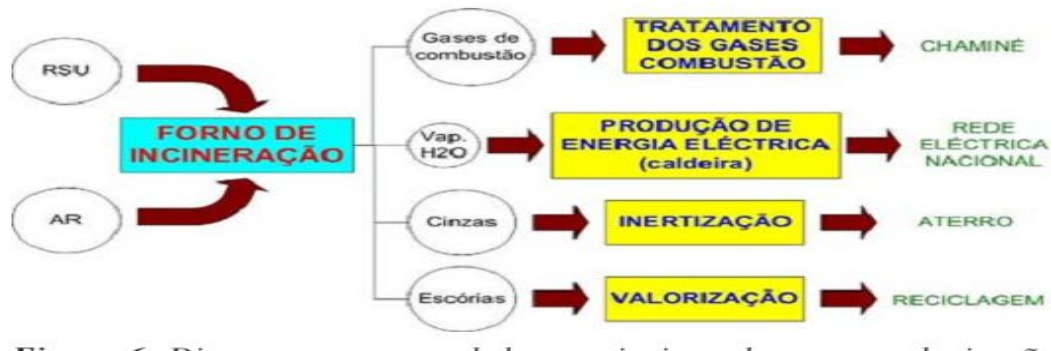 RSU
AR
FORNO DE
INCINERAÇÃO
Gases de
combustão
TRATAMENTO
DOS GASES
COMBUSTÃO
CHAMINÉ
Vap.
H2O
PRODUÇÃO DE
ENERGIA ELÉCTRICA
(caldeira)
REDE
ELÉCTRICA
NACIONAL
Cinzas
INERTIZAÇÃO
ATERRO
Escórias
VALORIZAÇÃO
RECICLAGEM